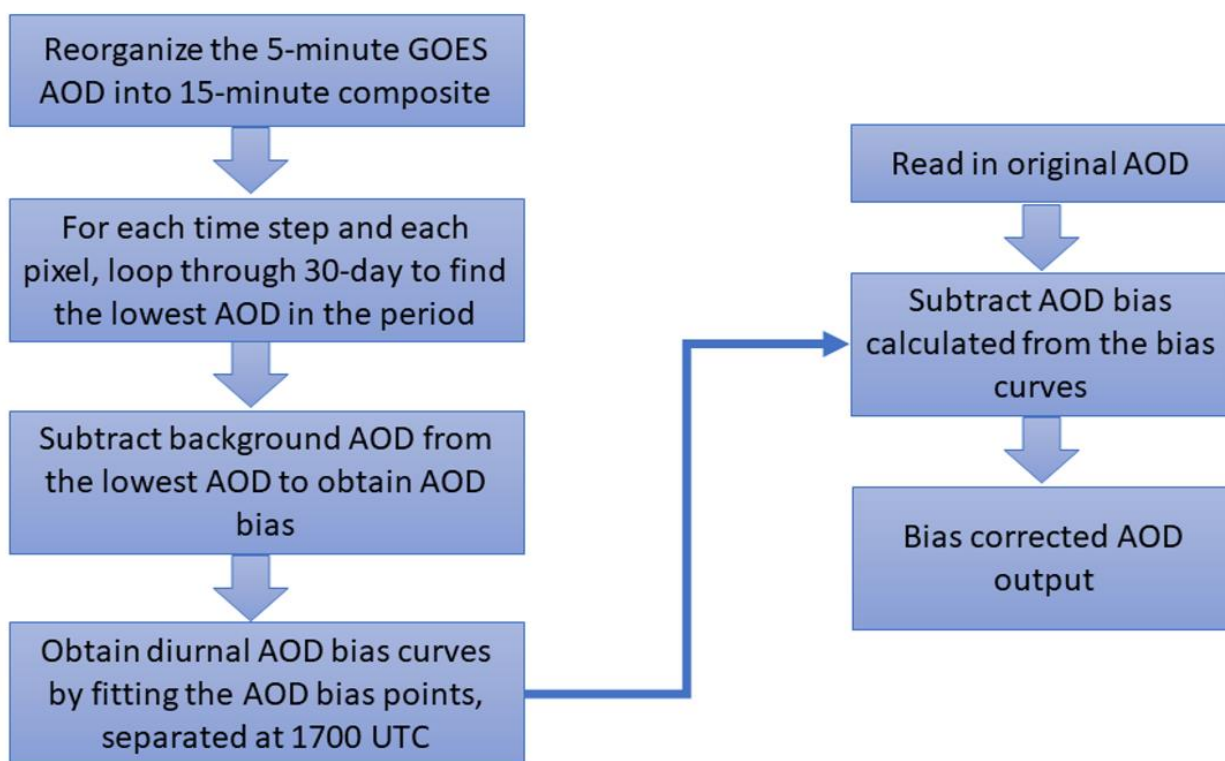 Reorganize the 5-minute GOES
AOD into 15-minute composite
For each time step and each
pixel, loop through 30-day to find
the lowest AOD in the period
Subtract background AOD from
the lowest AOD to obtain AOD
bias
Obtain diurnal AOD bias curves
by fitting the AOD bias points,
separated at 1700 UTC
Read in original AOD
Subtract AOD bias
calculated from the bias
curves
Bias corrected AOD
output